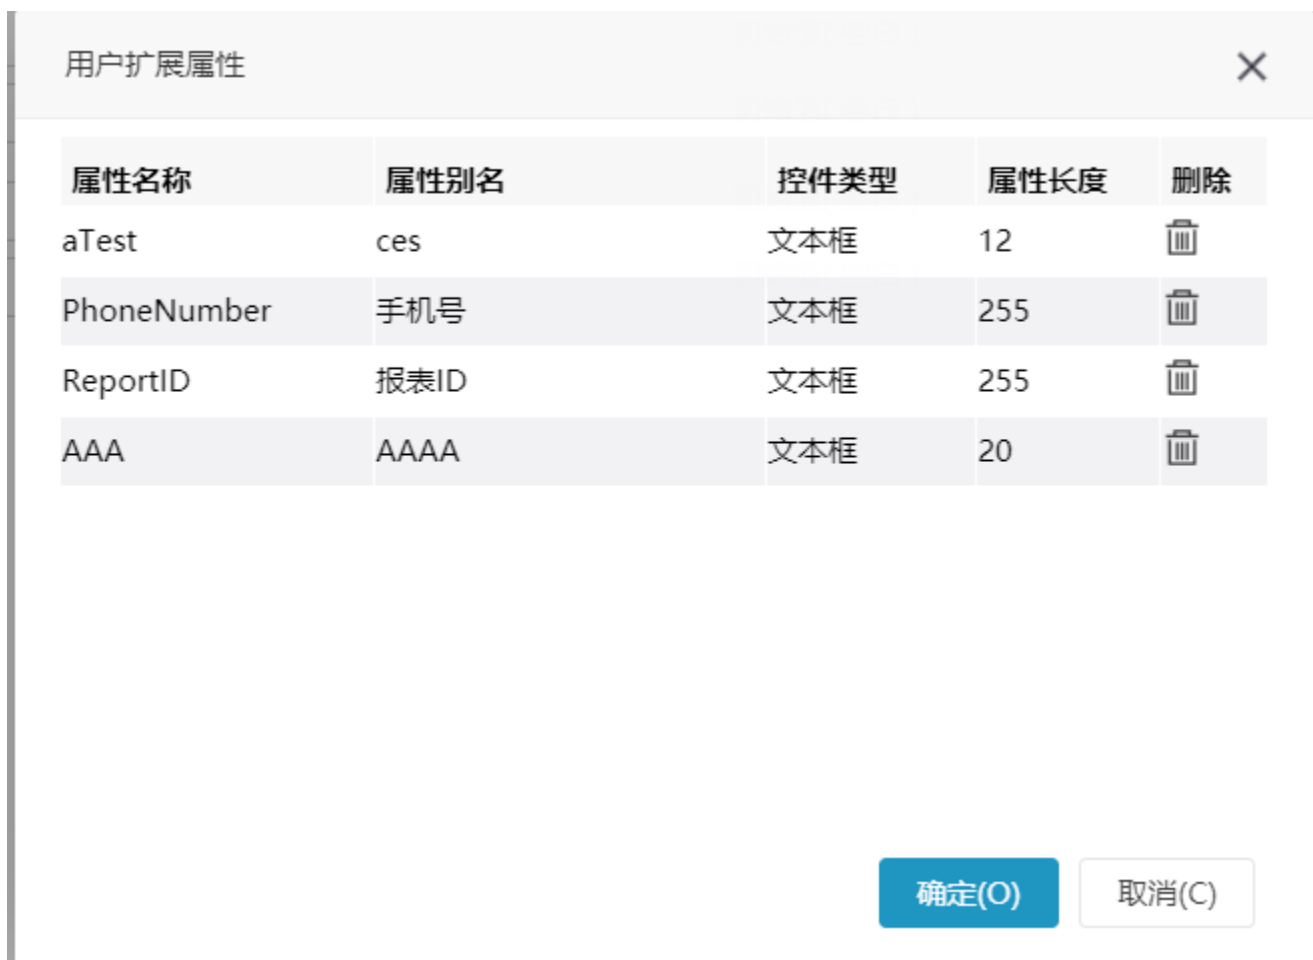 用户扩展属性
属性名称 属性别名 控件类型 属性长度 删除
aTest ces 文本框 12
PhoneNumber 手机号 文本框 255
ReportID 报表ID 文本框 255
AAA AAAA 文本框 20
确定(O) 取消(C)